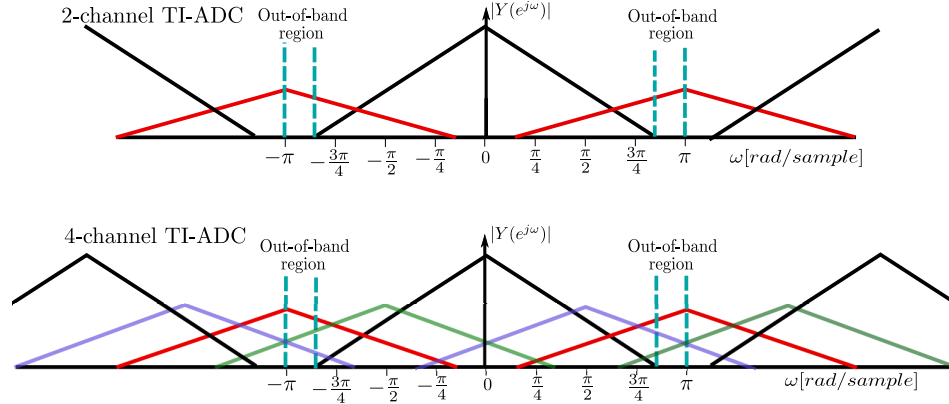 2-channel TI-ADC
Out-of-band
region
|Y(e^{jω})|
Out-of-band
region
−π
−3π/4
−π/2
−π/4
0
π/4
π/2
3π/4
π
ω[rad/sample]
4-channel TI-ADC
Out-of-band
region
|Y(e^{jω})|
Out-of-band
region
−π
−3π/4
−π/2
−π/4
0
π/4
π/2
3π/4
π
ω[rad/sample]